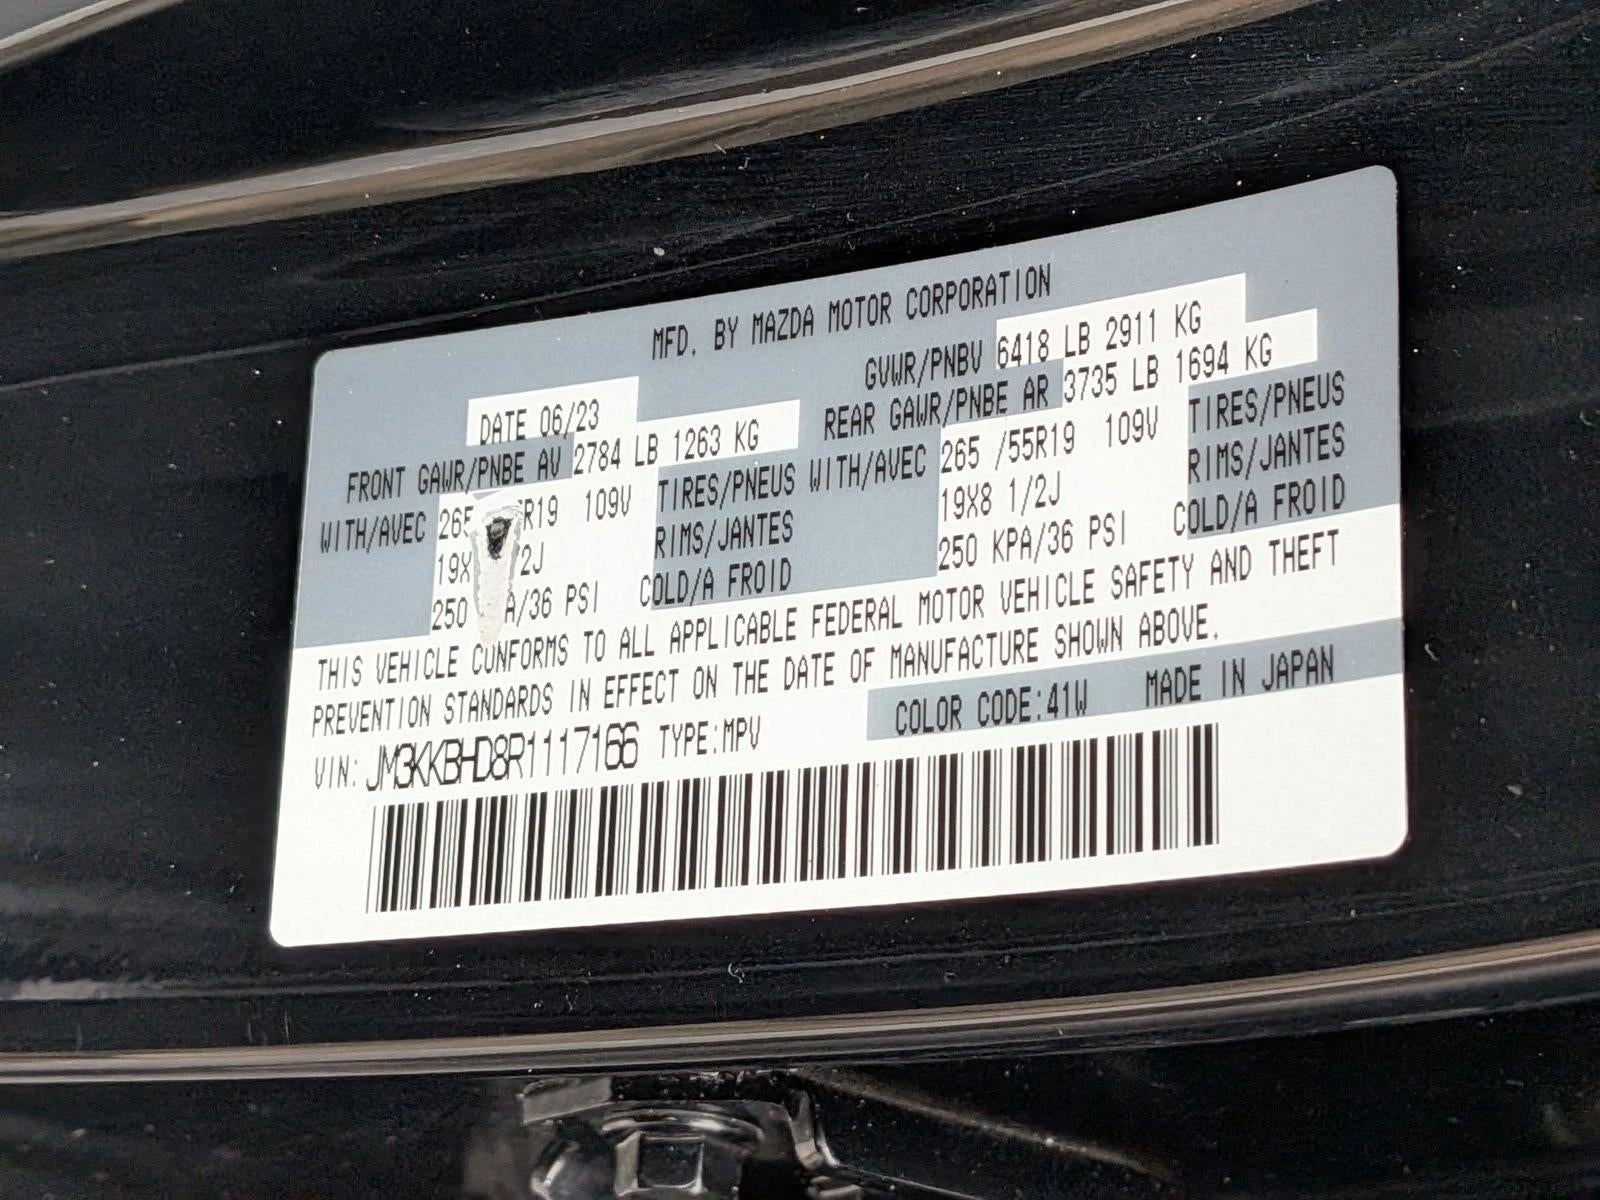 MFD. BY MAZDA MOTOR CORPORATION
DATE 06/23 GVWR/PNBV 6418 LB 2911 KG
FRONT GAWR/PNBE AV 2784 LB 1263 KG REAR GAWR/PNBE AR 3735 LB 1694 KG
WITH/AVEC R19 109V TIRES/PNEUS WITH/AVEC 265 /55R19 109V TIRES/PNEUS
19X /2J RIMS/JANTES 19X8 1/2J RIMS/JANTES
250 A/36 PSI COLD/A FROID 250 KPA/36 PSI COLD/A FROID
THIS VEHICLE CONFORMS TO ALL APPLICABLE FEDERAL MOTOR VEHICLE SAFETY AND THEFT
PREVENTION STANDARDS IN EFFECT ON THE DATE OF MANUFACTURE SHOWN ABOVE.
VIN: JM3KKBHD8R1117166 TYPE:MPV COLOR CODE:41W MADE IN JAPAN